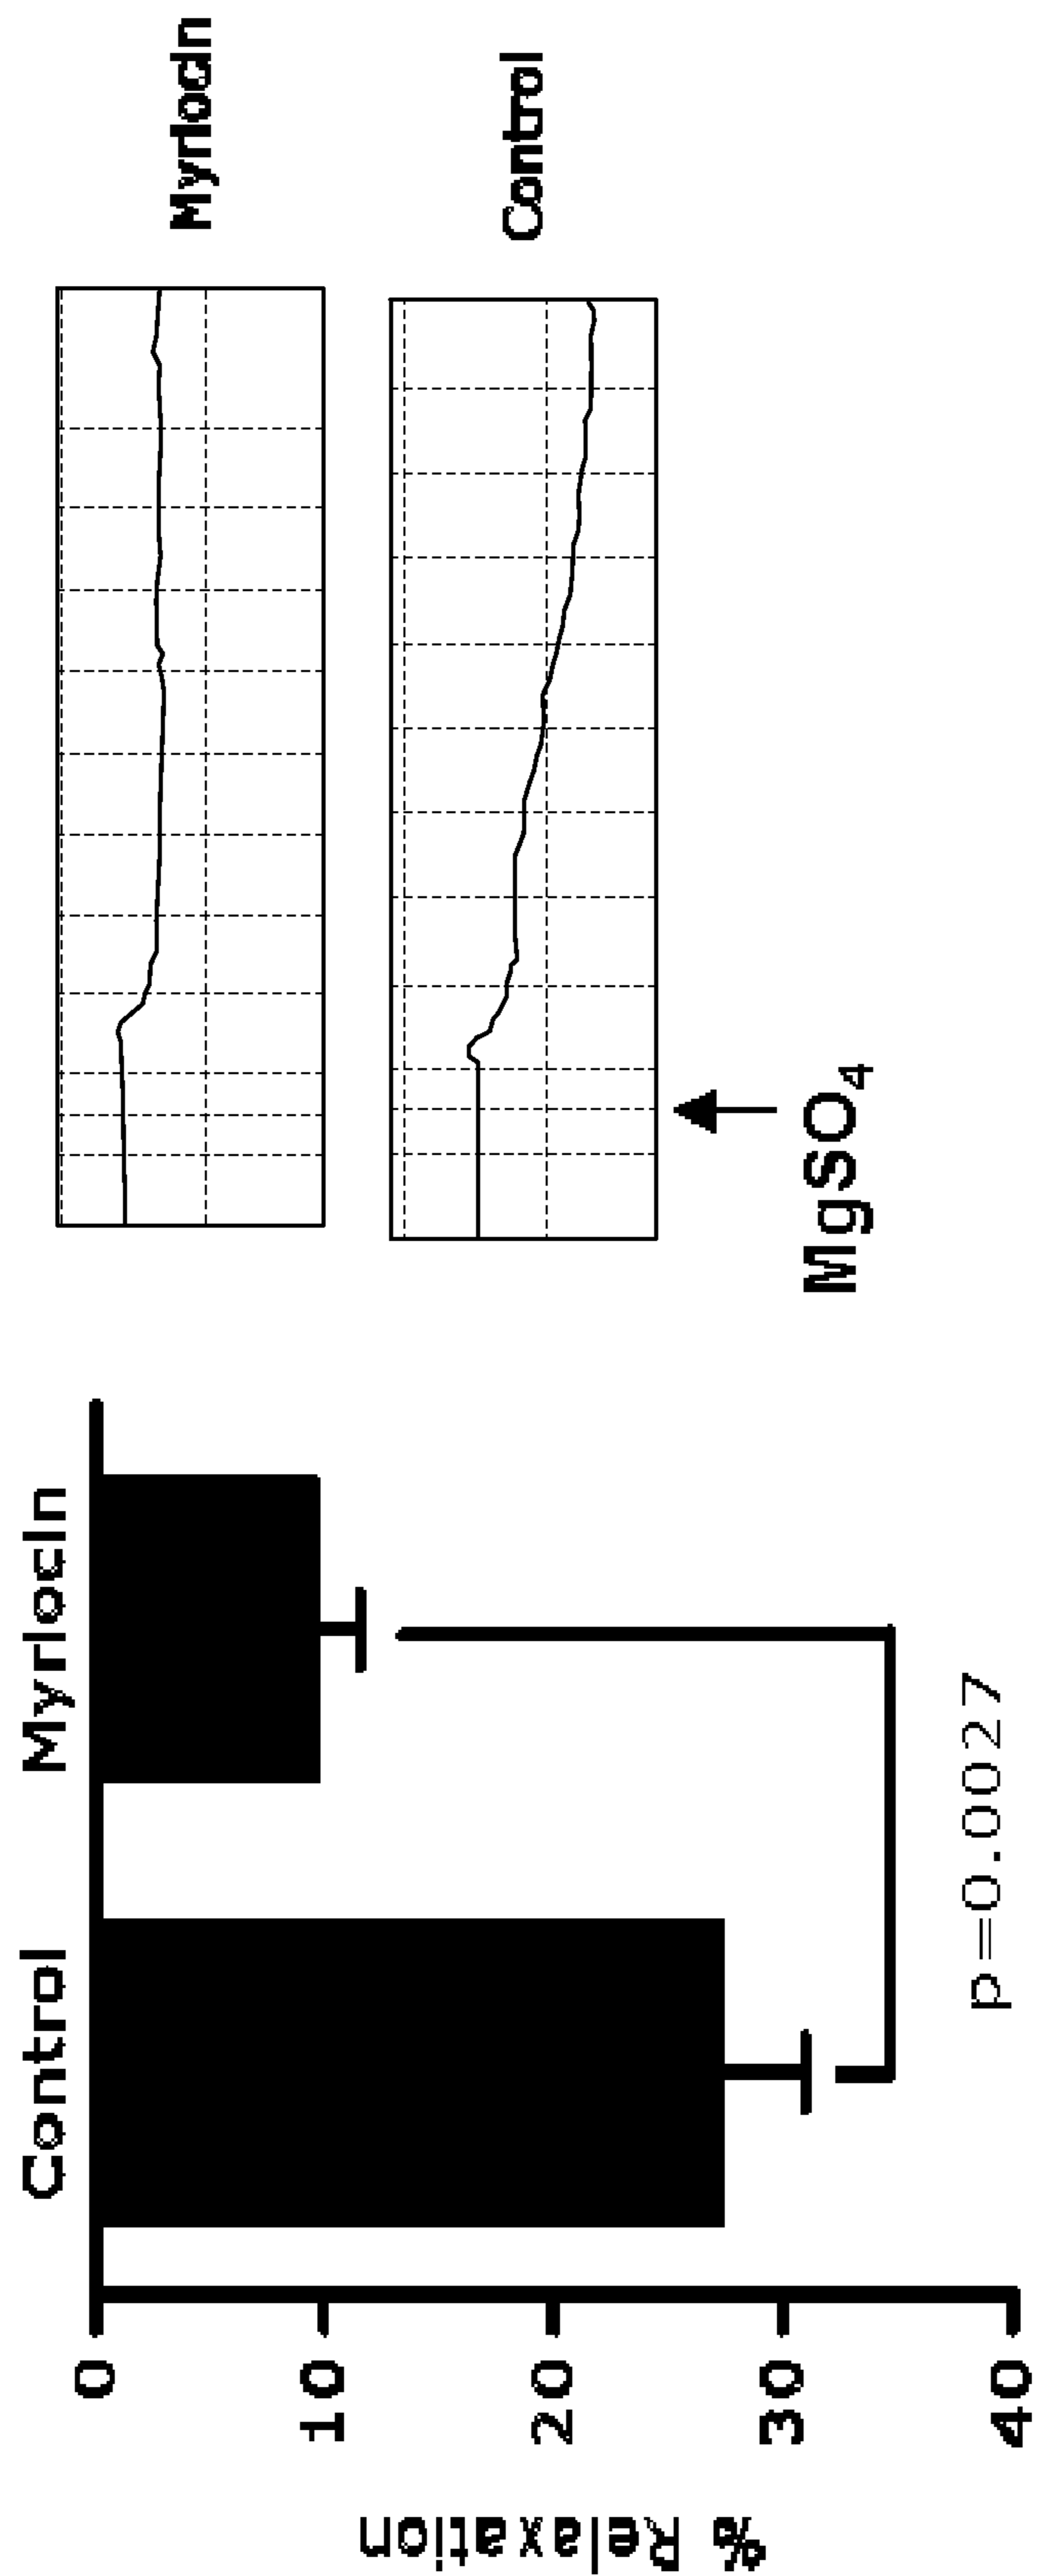 Control
Myriocin
0
10
20
30
40
% Relaxation
p=0.0027
Myriocin
Control
MgSO₄